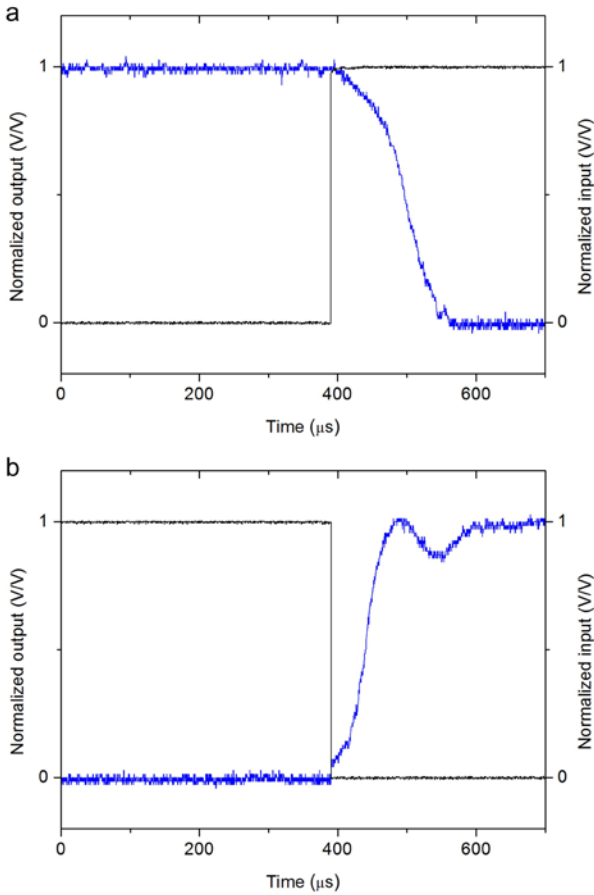 a
Normalized output (V/V)
1
0
1
0
Normalized input (V/V)
0 200 400 600
Time (μs)
b
Normalized output (V/V)
1
0
1
0
Normalized input (V/V)
0 200 400 600
Time (μs)